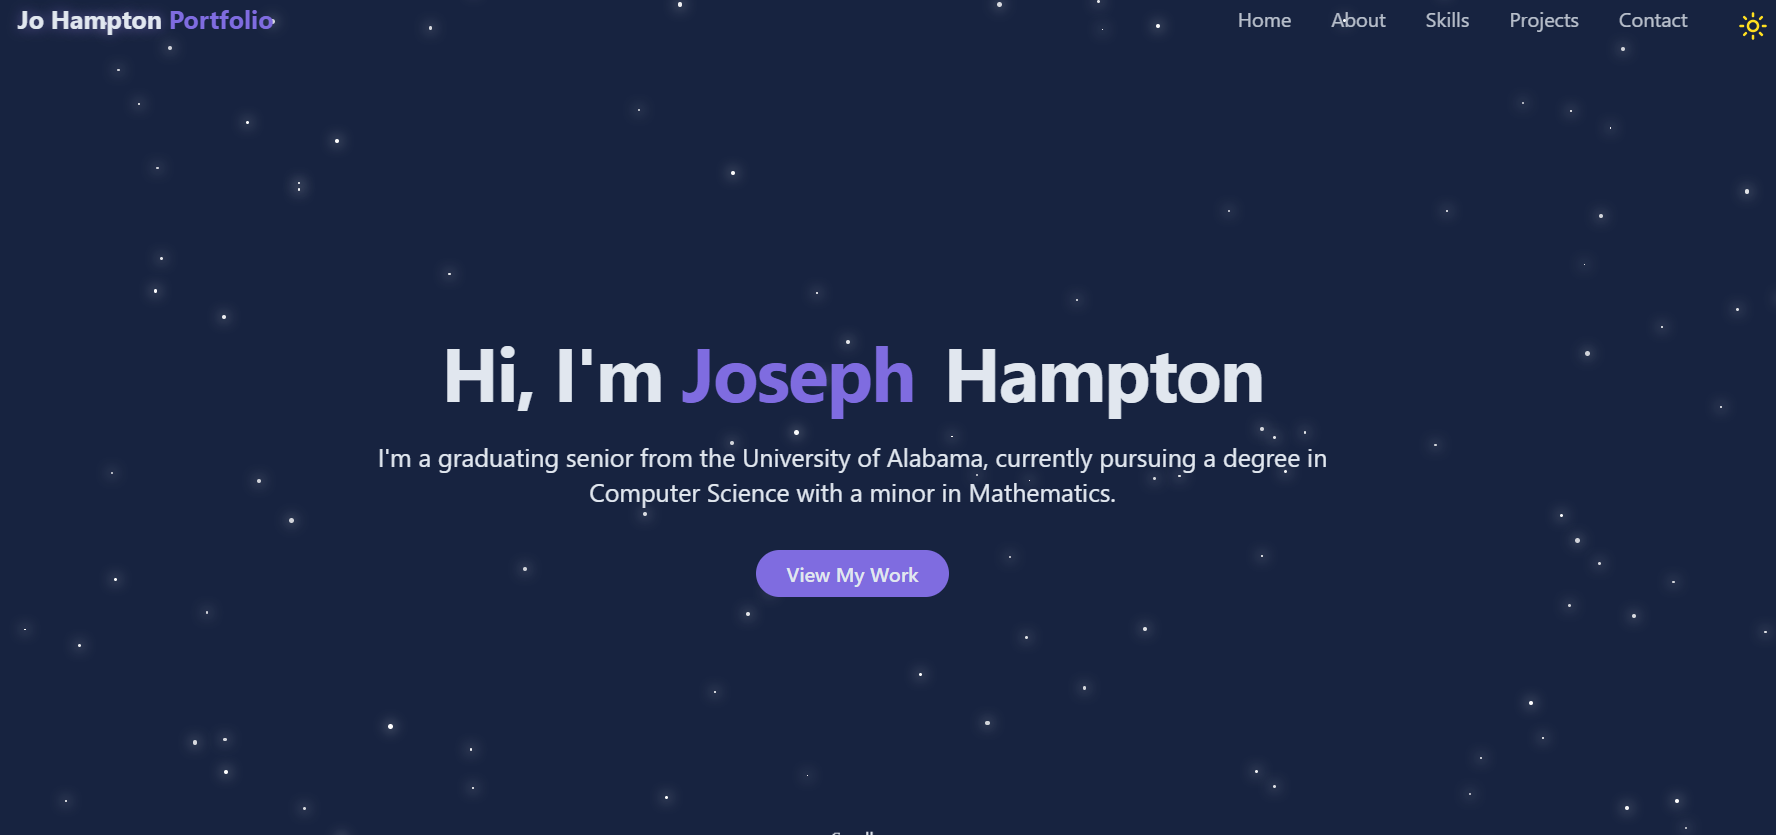 Jo Hampton Portfolio
Home About Skills Projects Contact
Hi, I'm Joseph Hampton
I'm a graduating senior from the University of Alabama, currently pursuing a degree in
Computer Science with a minor in Mathematics.
View My Work